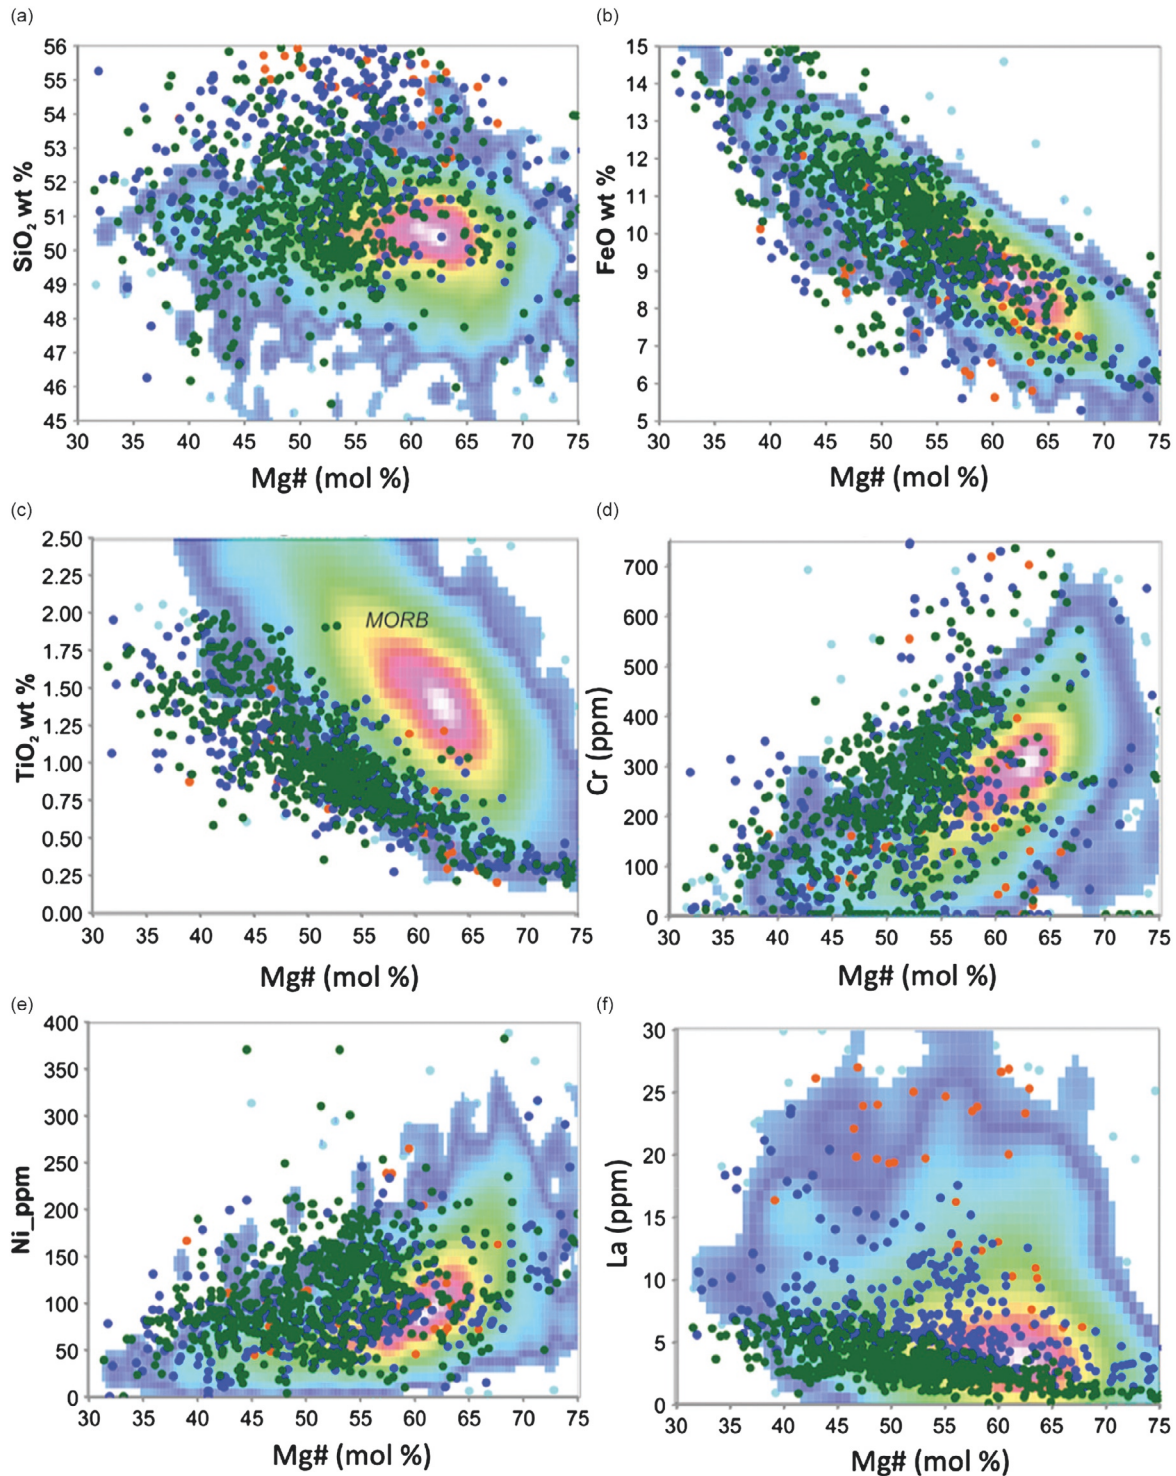 (a)
56
55
54
53
52
51
50
49
48
47
46
45
SiO2 wt %
30 35 40 45 50 55 60 65 70 75
Mg# (mol %)
(b)
15
14
13
12
11
10
9
8
7
6
5
FeO wt %
30 35 40 45 50 55 60 65 70 75
Mg# (mol %)
(c)
2.50
2.25
2.00
1.75
1.50
1.25
1.00
0.75
0.50
0.25
0.00
TiO2 wt %
MORB
30 35 40 45 50 55 60 65 70 75
Mg# (mol %)
(d)
700
600
500
400
300
200
100
0
Cr (ppm)
30 35 40 45 50 55 60 65 70 75
Mg# (mol %)
(e)
400
350
300
250
200
150
100
50
0
Ni_ppm
30 35 40 45 50 55 60 65 70 75
Mg# (mol %)
(f)
30
25
20
15
10
5
0
La (ppm)
30 35 40 45 50 55 60 65 70 75
Mg# (mol %)